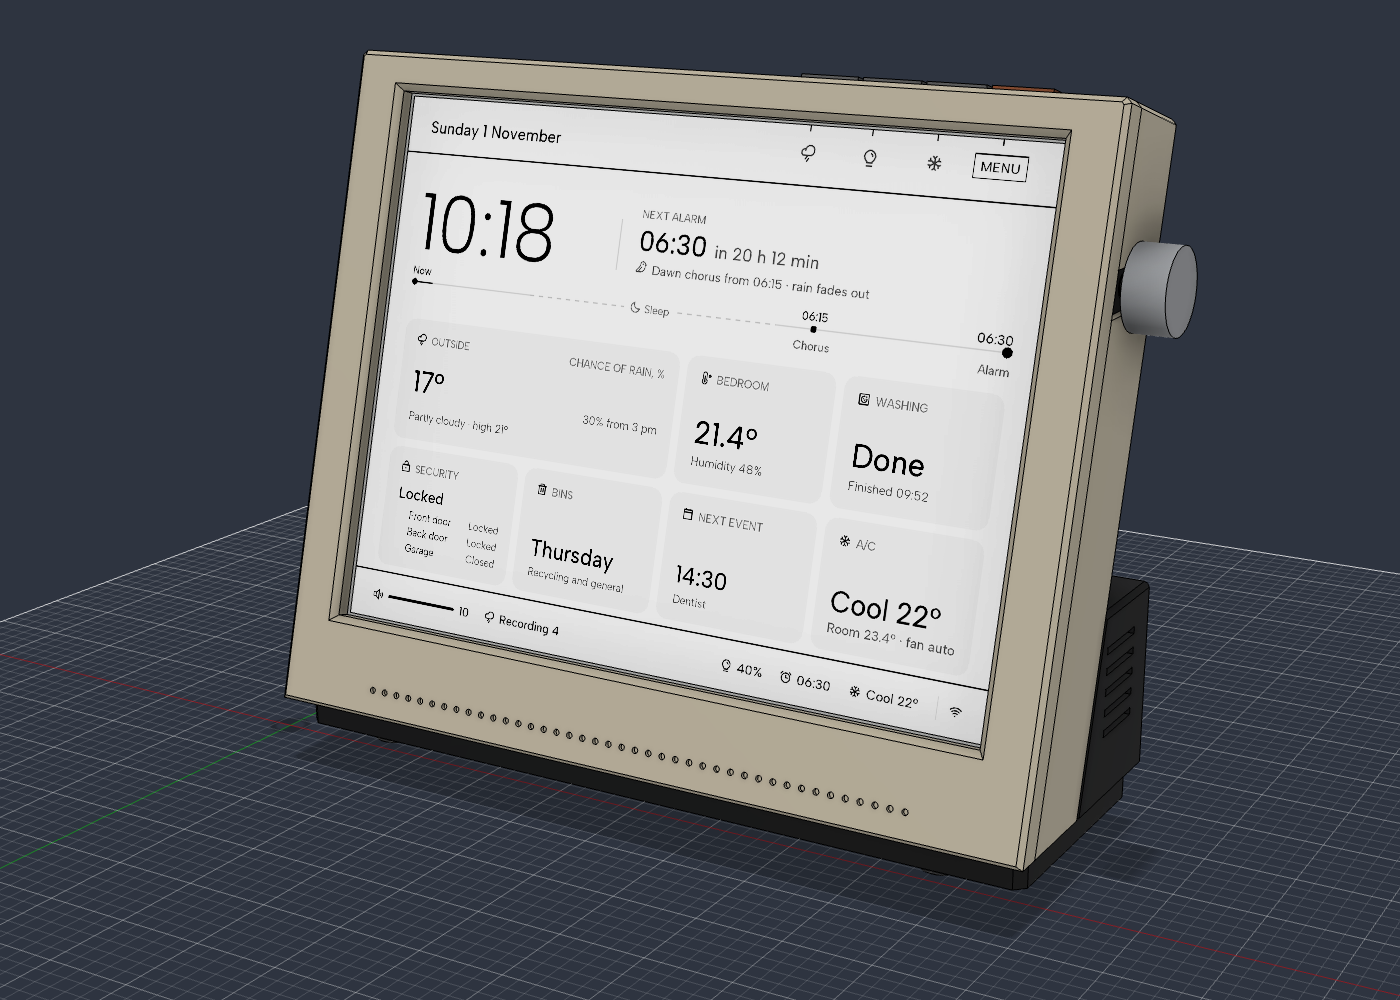 Sunday 1 November
MENU
10:18
NEXT ALARM
06:30 in 20 h 12 min
Dawn chorus from 06:15 · rain fades out
Now
Sleep
06:15
Chorus
06:30
Alarm
OUTSIDE
CHANCE OF RAIN, %
17°
Partly cloudy · high 21°
30% from 3 pm
BEDROOM
21.4°
Humidity 48%
WASHING
Done
Finished 09:52
SECURITY
Locked
Front door Locked
Back door Locked
Garage Closed
BINS
Thursday
Recycling and general
NEXT EVENT
14:30
Dentist
A/C
Cool 22°
Room 23.4° · fan auto
10
Recording 4
40%
06:30
Cool 22°